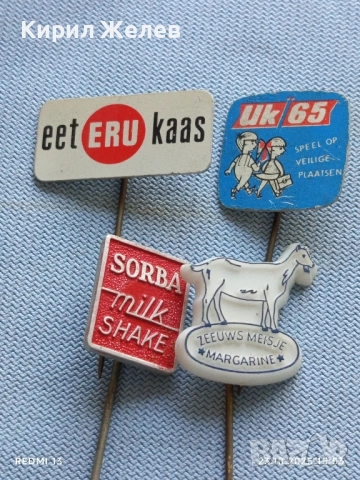 Кирил Желев
eet ERU kaas
Uk 65
SPEEL OP
VEILIGE
PLAATSEN
SORBA
milk
SHAKE
ZEEUWS MEISJE
MARGARINE
REDMI 13